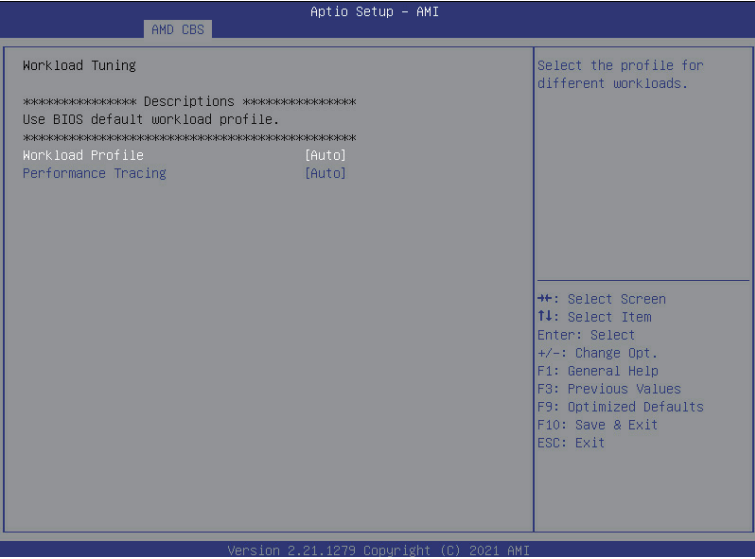 Aptio Setup – AMI
AMD CBS
Workload Tuning
*************** Descriptions ***************
Use BIOS default workload profile.
********************************************
Workload Profile [Auto]
Performance Tracing [Auto]
Select the profile for
different workloads.
→←: Select Screen
↑↓: Select Item
Enter: Select
+/-: Change Opt.
F1: General Help
F3: Previous Values
F9: Optimized Defaults
F10: Save & Exit
ESC: Exit
Version 2.21.1279 Copyright (C) 2021 AMI